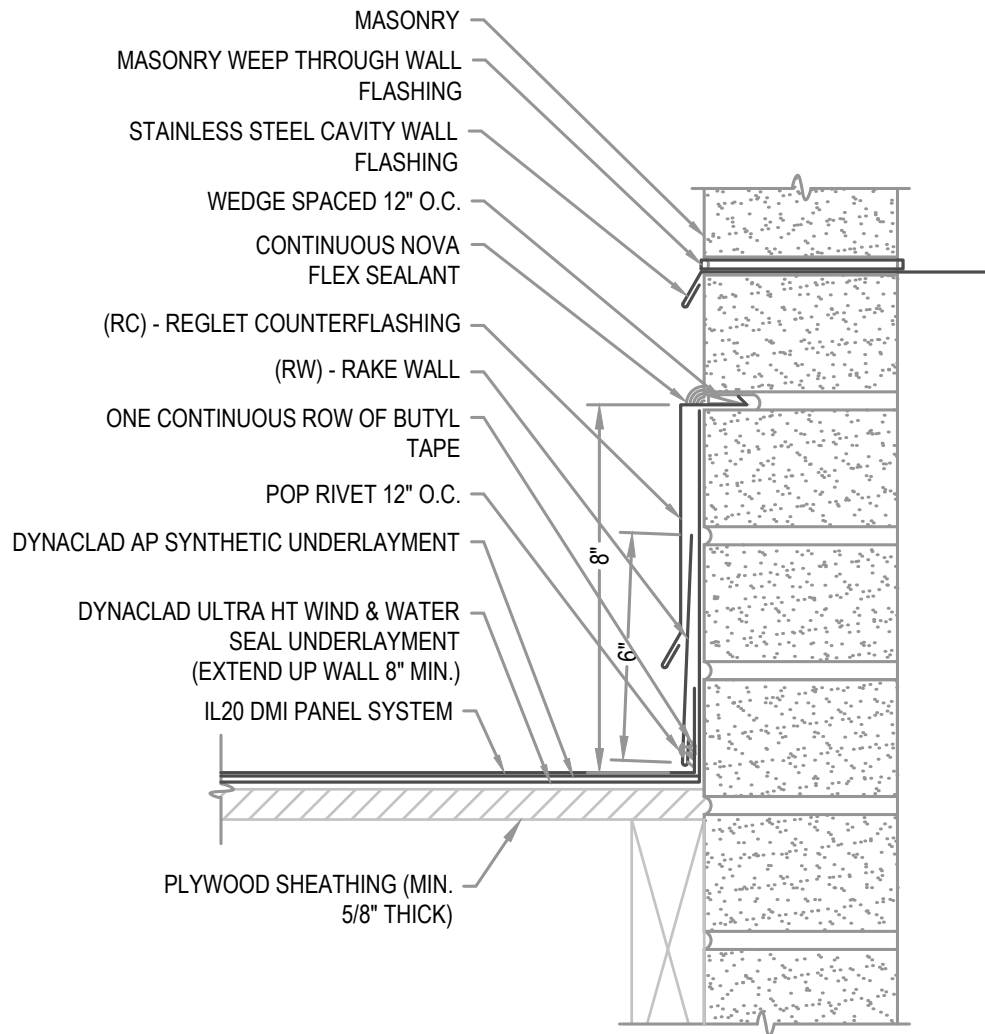 MASONRY
MASONRY WEEP THROUGH WALL
FLASHING
STAINLESS STEEL CAVITY WALL
FLASHING
WEDGE SPACED 12" O.C.
CONTINUOUS NOVA
FLEX SEALANT
(RC) - REGLET COUNTERFLASHING
(RW) - RAKE WALL
ONE CONTINUOUS ROW OF BUTYL
TAPE
POP RIVET 12" O.C.
DYNACLAD AP SYNTHETIC UNDERLAYMENT
DYNACLAD ULTRA HT WIND & WATER
SEAL UNDERLAYMENT
(EXTEND UP WALL 8" MIN.)
IL20 DMI PANEL SYSTEM
PLYWOOD SHEATHING (MIN.
5/8" THICK)
8"
6"